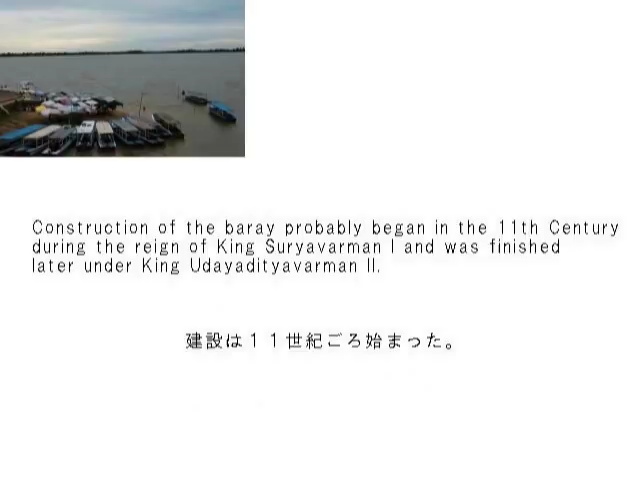 Construction of the baray probably began in the 11th Century
during the reign of King Suryavarman I and was finished
later under King Udayadityavarman II.
建設は１１世紀ごろ始まった。